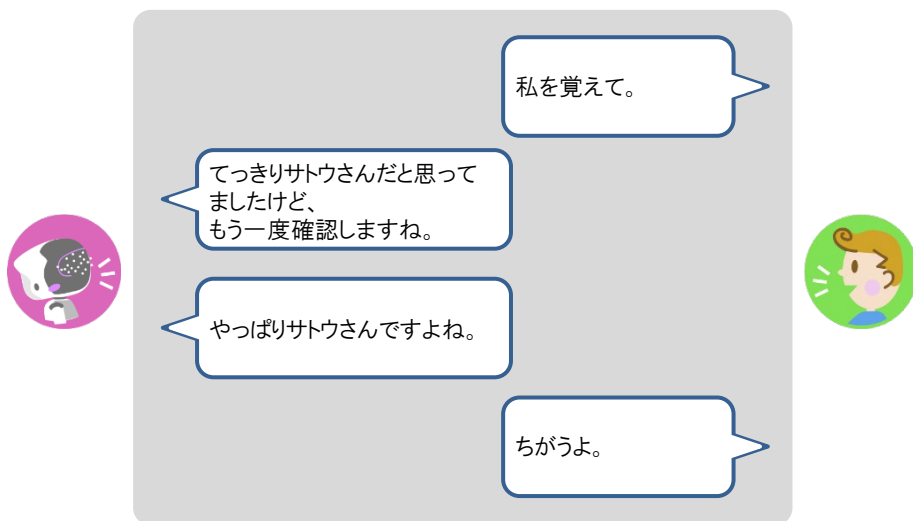 私を覚えて。
てっきりサトウさんだと思って
ましたけど、
もう一度確認しますね。
やっぱりサトウさんですよね。
ちがうよ。